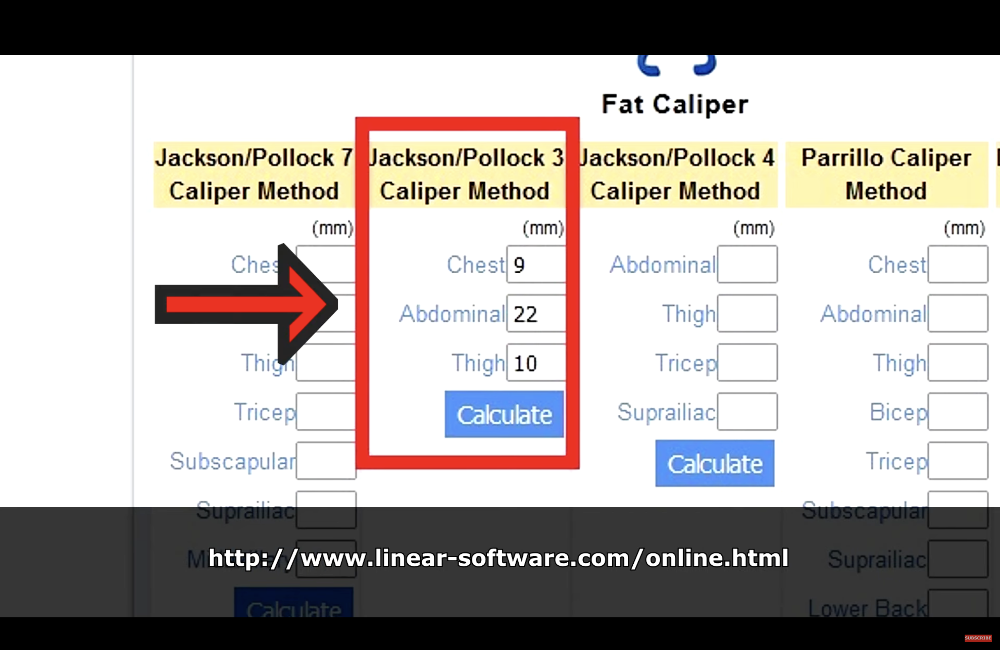 Fat Caliper
Jackson/Pollock 7
Caliper Method
(mm)
Thigh
Tricep
Subscapular
Suprailiac
Calculate
Jackson/Pollock 3
Caliper Method
(mm)
Chest 9
Abdominal 22
Thigh 10
Calculate
Jackson/Pollock 4
Caliper Method
(mm)
Abdominal
Thigh
Tricep
Suprailiac
Calculate
Parrillo Caliper
Method
(mm)
Chest
Abdominal
Thigh
Bicep
Tricep
Subscapular
Suprailiac
Lower Back
http://www.linear-software.com/online.html
SUBSCRIBE